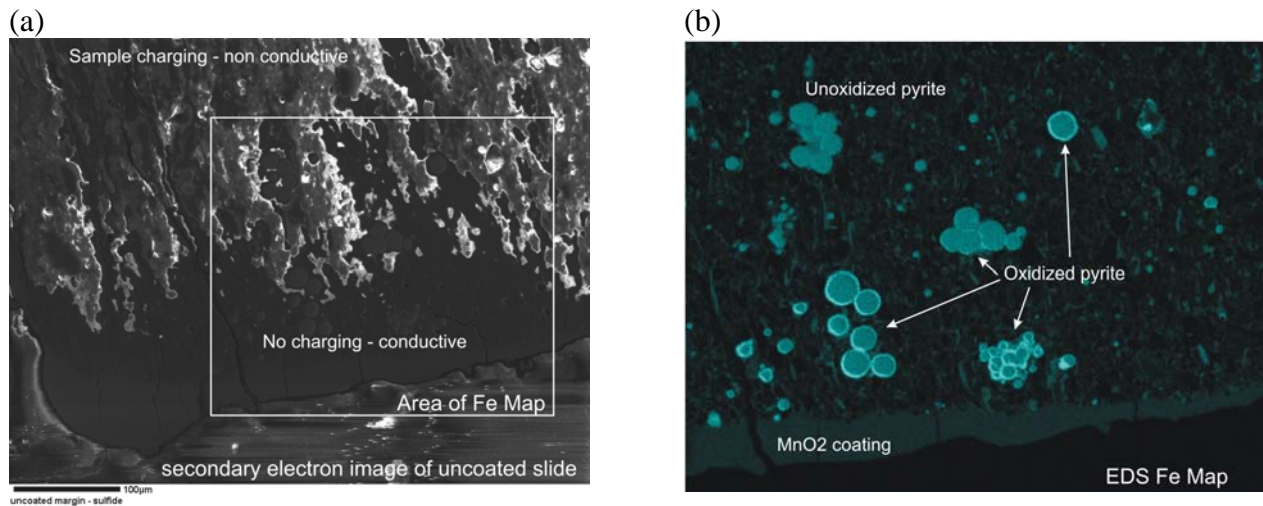 (a)
Sample charging - non conductive
No charging - conductive
Area of Fe Map
secondary electron image of uncoated slide
100µm
uncoated margin - sulfide
(b)
Unoxidized pyrite
Oxidized pyrite
MnO2 coating
EDS Fe Map